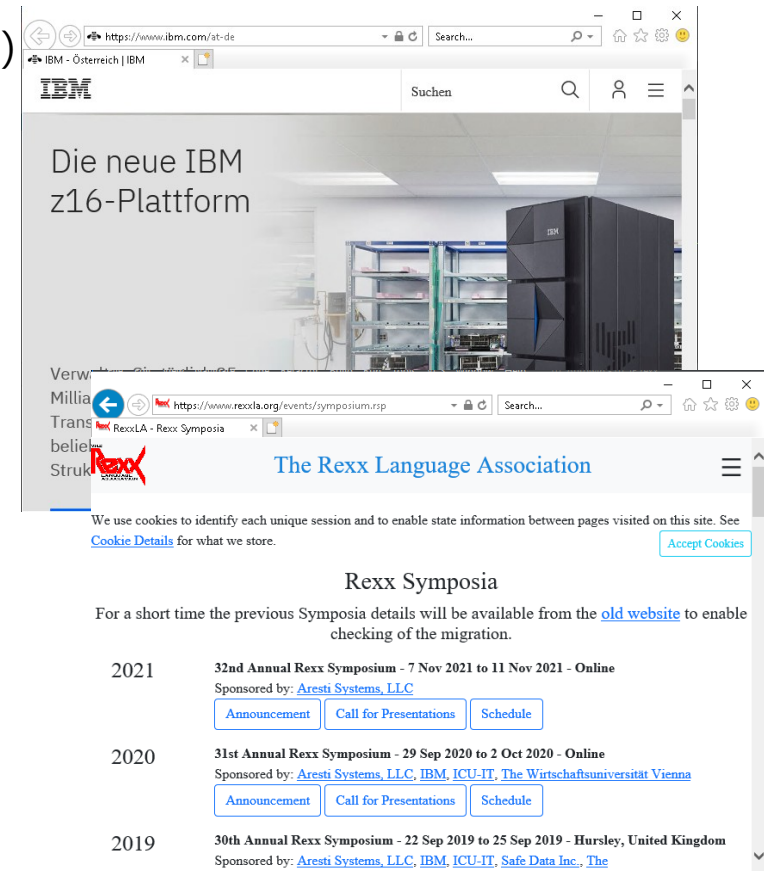 )
https://www.ibm.com/at-de
Search...
IBM - Österreich | IBM
IBM
Suchen
Die neue IBM
z16-Plattform
IBM
Verw
Millia
Trans
belie
Struk
https://www.rexxla.org/events/symposium.rsp
Search...
RexxLA - Rexx Symposia
THE
Rexx
LANGUAGE
ASSOCIATION
The Rexx Language Association
We use cookies to identify each unique session and to enable state information between pages visited on this site. See
Cookie Details for what we store.
Accept Cookies
Rexx Symposia
For a short time the previous Symposia details will be available from the old website to enable
checking of the migration.
2021
32nd Annual Rexx Symposium - 7 Nov 2021 to 11 Nov 2021 - Online
Sponsored by: Aresti Systems, LLC
Announcement
Call for Presentations
Schedule
2020
31st Annual Rexx Symposium - 29 Sep 2020 to 2 Oct 2020 - Online
Sponsored by: Aresti Systems, LLC, IBM, ICU-IT, The Wirtschaftsuniversität Vienna
Announcement
Call for Presentations
Schedule
2019
30th Annual Rexx Symposium - 22 Sep 2019 to 25 Sep 2019 - Hursley, United Kingdom
Sponsored by: Aresti Systems, LLC, IBM, ICU-IT, Safe Data Inc., The